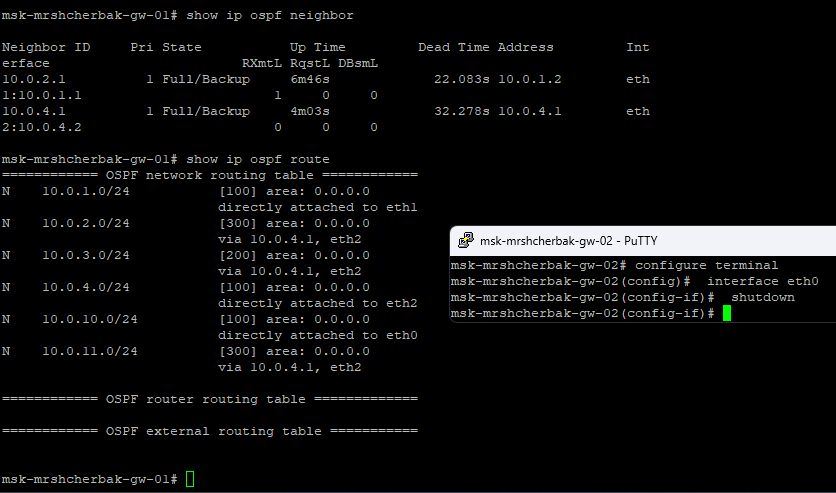 msk-mrshcherbak-gw-01# show ip ospf neighbor
Neighbor ID     Pri State           Up Time         Dead Time Address         Int
erface                        RXmtL RqstL DBsmL
10.0.2.1          1 Full/Backup     6m46s             22.083s 10.0.1.2        eth
1:10.0.1.1                        1     0     0
10.0.4.1          1 Full/Backup     4m03s             32.278s 10.0.4.1        eth
2:10.0.4.2                        0     0     0
msk-mrshcherbak-gw-01# show ip ospf route
============ OSPF network routing table ============
N    10.0.1.0/24           [100] area: 0.0.0.0
                           directly attached to eth1
N    10.0.2.0/24           [300] area: 0.0.0.0
                           via 10.0.4.1, eth2
N    10.0.3.0/24           [200] area: 0.0.0.0
                           via 10.0.4.1, eth2
N    10.0.4.0/24           [100] area: 0.0.0.0
                           directly attached to eth2
N    10.0.10.0/24          [100] area: 0.0.0.0
                           directly attached to eth0
N    10.0.11.0/24          [300] area: 0.0.0.0
                           via 10.0.4.1, eth2
============ OSPF router routing table =============
============ OSPF external routing table ===========
msk-mrshcherbak-gw-01#
msk-mrshcherbak-gw-02 - PuTTY
msk-mrshcherbak-gw-02# configure terminal
msk-mrshcherbak-gw-02(config)#  interface eth0
msk-mrshcherbak-gw-02(config-if)#  shutdown
msk-mrshcherbak-gw-02(config-if)#